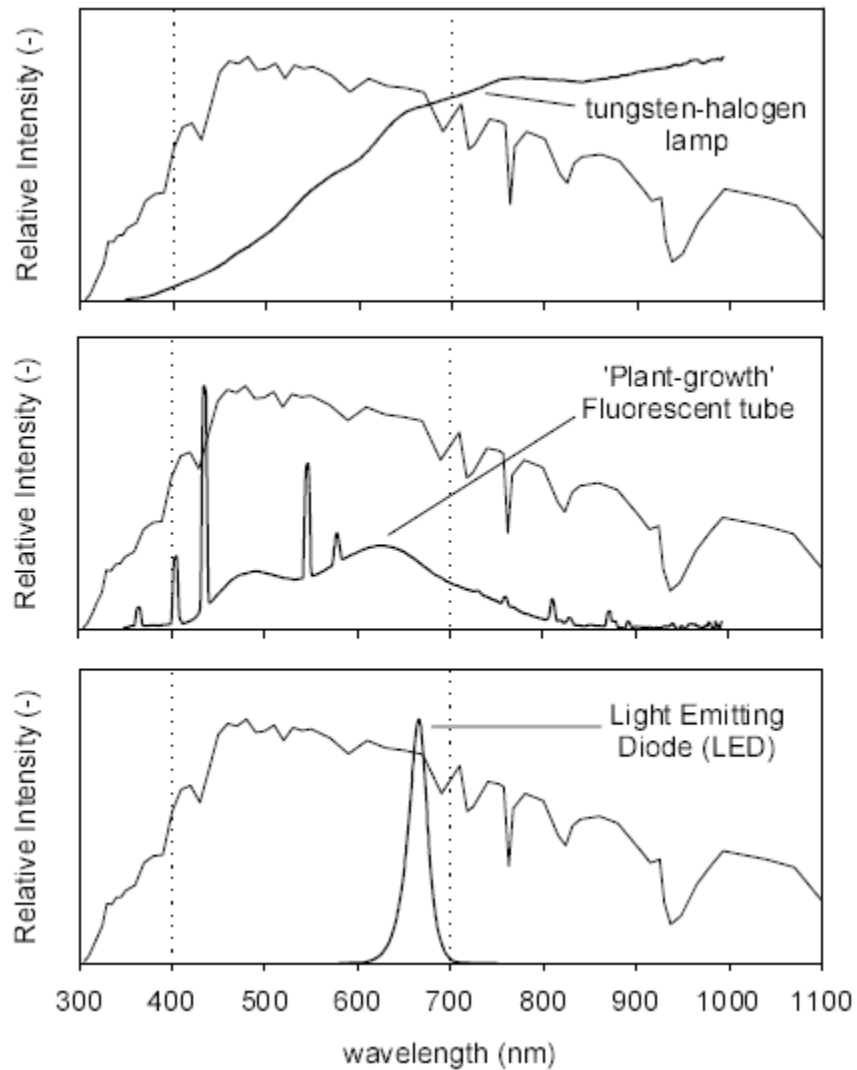 Relative Intensity (-)
tungsten-halogen
lamp
Relative Intensity (-)
'Plant-growth'
Fluorescent tube
Relative Intensity (-)
Light Emitting
Diode (LED)
300 400 500 600 700 800 900 1000 1100
wavelength (nm)